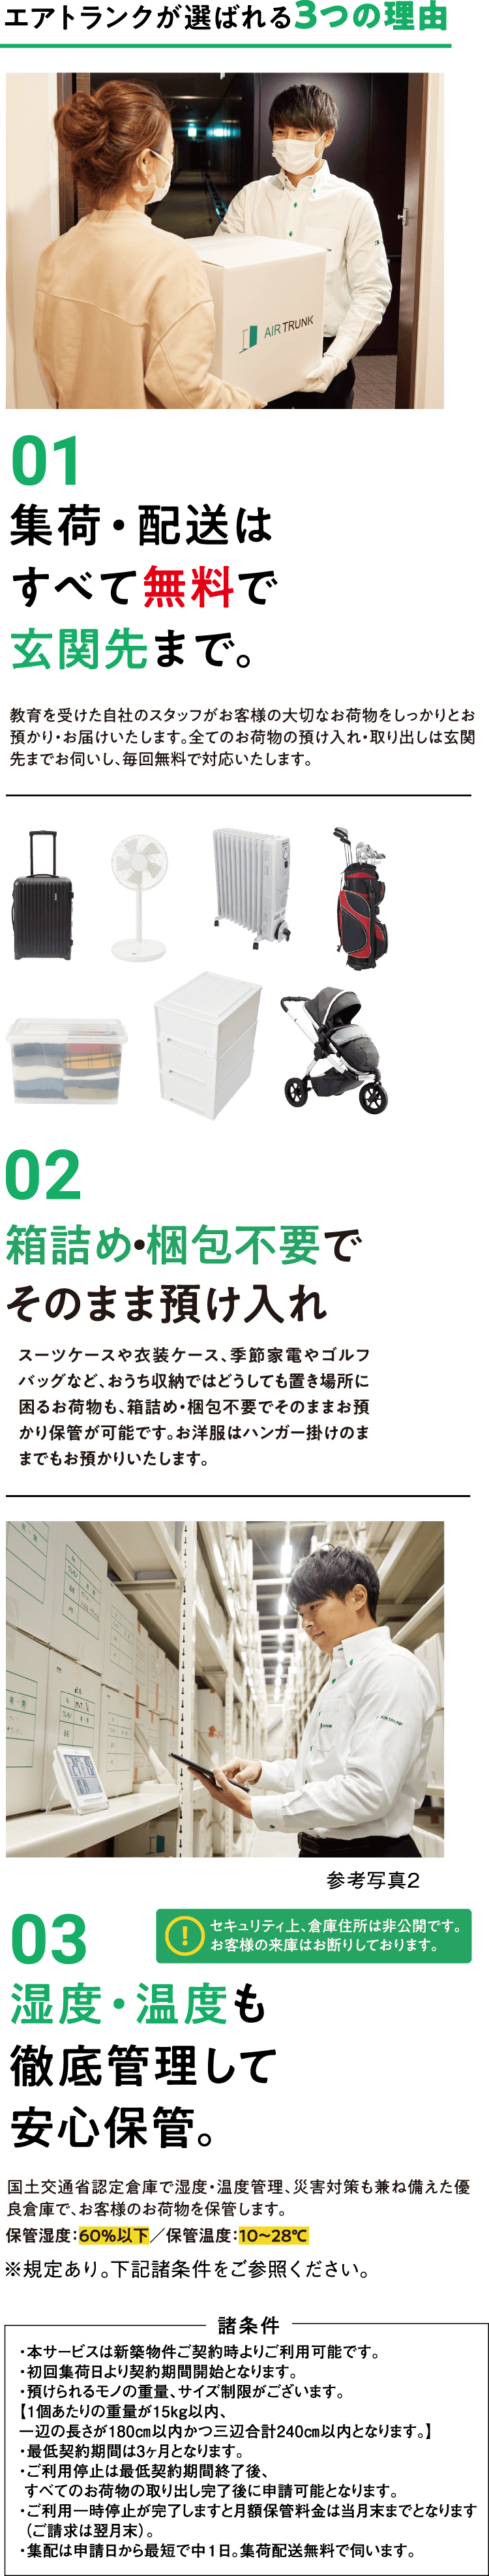 エアトランクが選ばれる3つの理由
AIR TRUNK
01
集荷・配送は
すべて無料で
玄関先まで。
教育を受けた自社のスタッフがお客様の大切なお荷物をしっかりとお
預かり・お届けいたします。全てのお荷物の預け入れ・取り出しは玄関
先までお伺いし、毎回無料で対応いたします。
02
箱詰め・梱包不要で
そのまま預け入れ
スーツケースや衣装ケース、季節家電やゴルフ
バッグなど、おうち収納ではどうしても置き場所に
困るお荷物も、箱詰め・梱包不要でそのままお預
かり保管が可能です。お洋服はハンガー掛けのま
までもお預かりいたします。
AIR TRUNK
参考写真2
03
セキュリティ上、倉庫住所は非公開です。
お客様の来庫はお断りしております。
湿度・温度も
徹底管理して
安心保管。
国土交通省認定倉庫で湿度・温度管理、災害対策も兼ね備えた優
良倉庫で、お客様のお荷物を保管します。
保管湿度：60%以下／保管温度：10~28℃
※規定あり。下記諸条件をご参照ください。
諸条件
・本サービスは新築物件ご契約時よりご利用可能です。
・初回集荷日より契約期間開始となります。
・預けられるモノの重量、サイズ制限がございます。
【1個あたりの重量が15kg以内、
一辺の長さが180㎝以内かつ三辺合計240㎝以内となります。】
・最低契約期間は3ヶ月となります。
・ご利用停止は最低契約期間終了後、
すべてのお荷物の取り出し完了後に申請可能となります。
・ご利用一時停止が完了しますと月額保管料金は当月末までとなります
（ご請求は翌月末）。
・集配は申請日から最短で中1日。集荷配送無料で伺います。